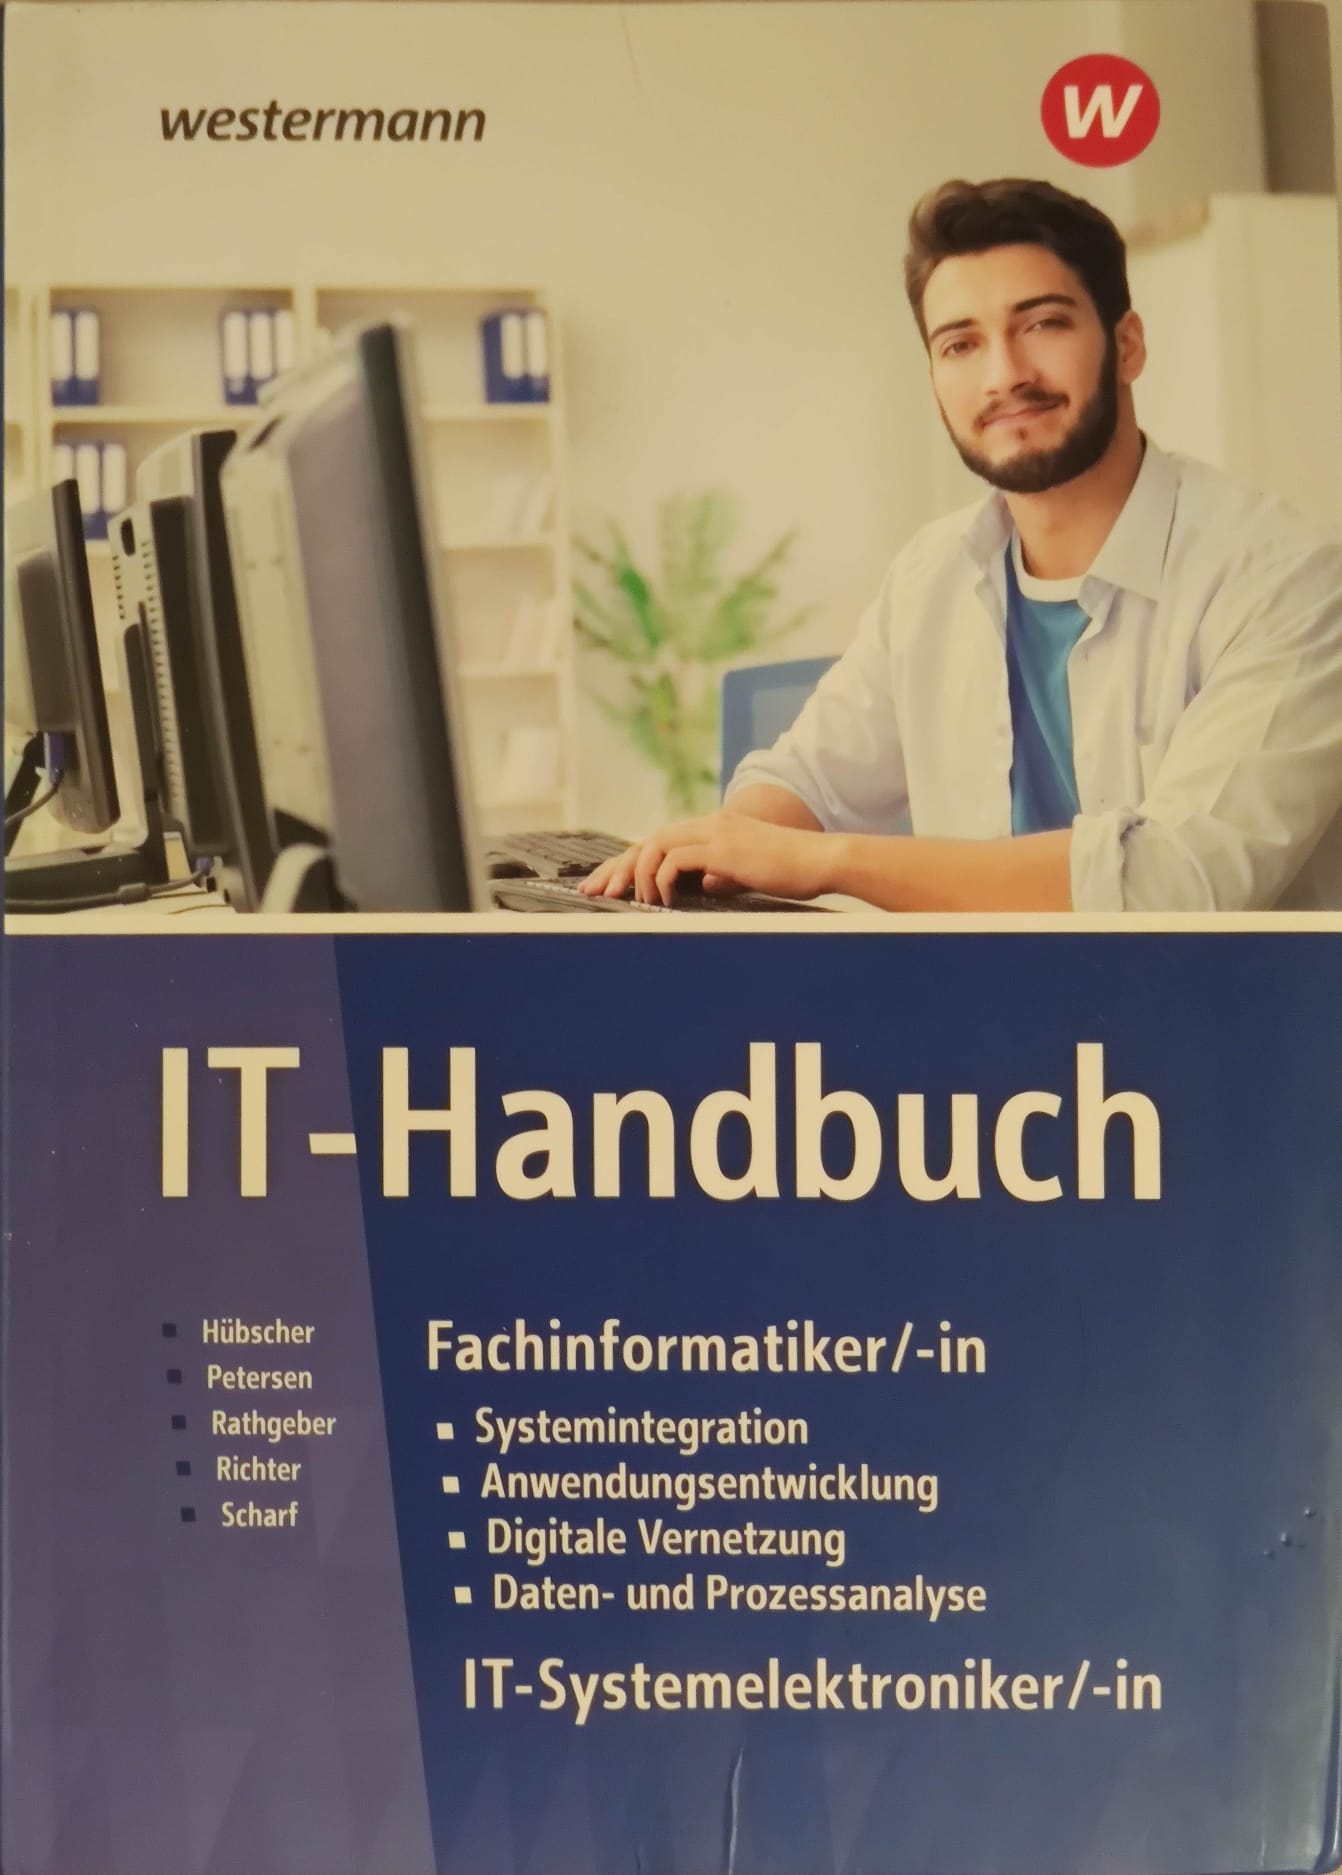 westermann
W
IT-Handbuch
Hübscher
Petersen
Rathgeber
Richter
Scharf
Fachinformatiker/-in
Systemintegration
Anwendungsentwicklung
Digitale Vernetzung
Daten- und Prozessanalyse
IT-Systemelektroniker/-in